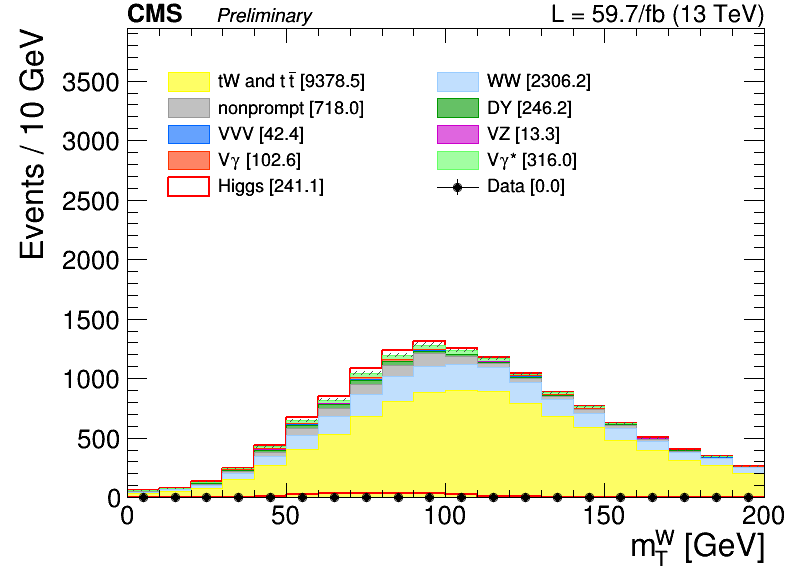 CMS Preliminary L = 59.7/fb (13 TeV)
Events / 10 GeV
3500
3000
2500
2000
1500
1000
500
0
tW and tt̅ [9378.5] WW [2306.2]
nonprompt [718.0] DY [246.2]
VVV [42.4] VZ [13.3]
Vγ [102.6] Vγ* [316.0]
Higgs [241.1] Data [0.0]
0 50 100 150 200
m_T^W [GeV]